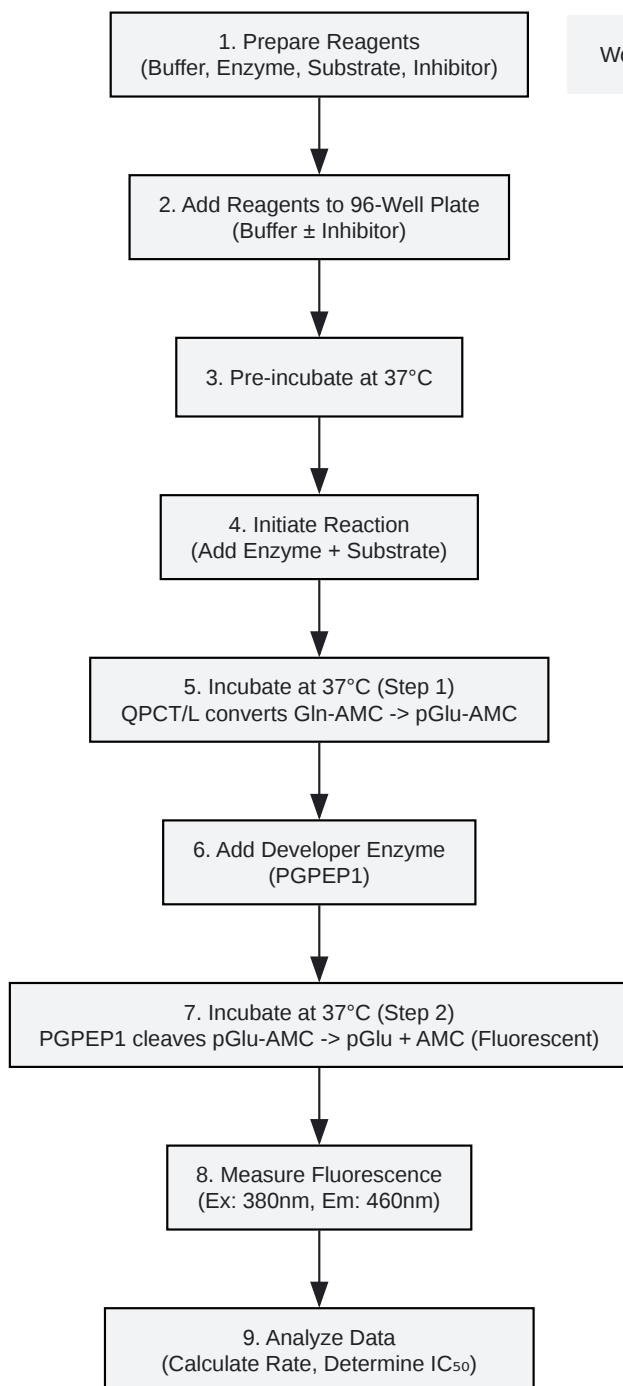 1. Prepare Reagents
(Buffer, Enzyme, Substrate, Inhibitor)
2. Add Reagents to 96-Well Plate
(Buffer ± Inhibitor)
3. Pre-incubate at 37°C
4. Initiate Reaction
(Add Enzyme + Substrate)
5. Incubate at 37°C (Step 1)
QPCT/L converts Gln-AMC -> pGlu-AMC
6. Add Developer Enzyme
(PGPEP1)
7. Incubate at 37°C (Step 2)
PGPEP1 cleaves pGlu-AMC -> pGlu + AMC (Fluorescent)
8. Measure Fluorescence
(Ex: 380nm, Em: 460nm)
9. Analyze Data
(Calculate Rate, Determine IC₅₀)